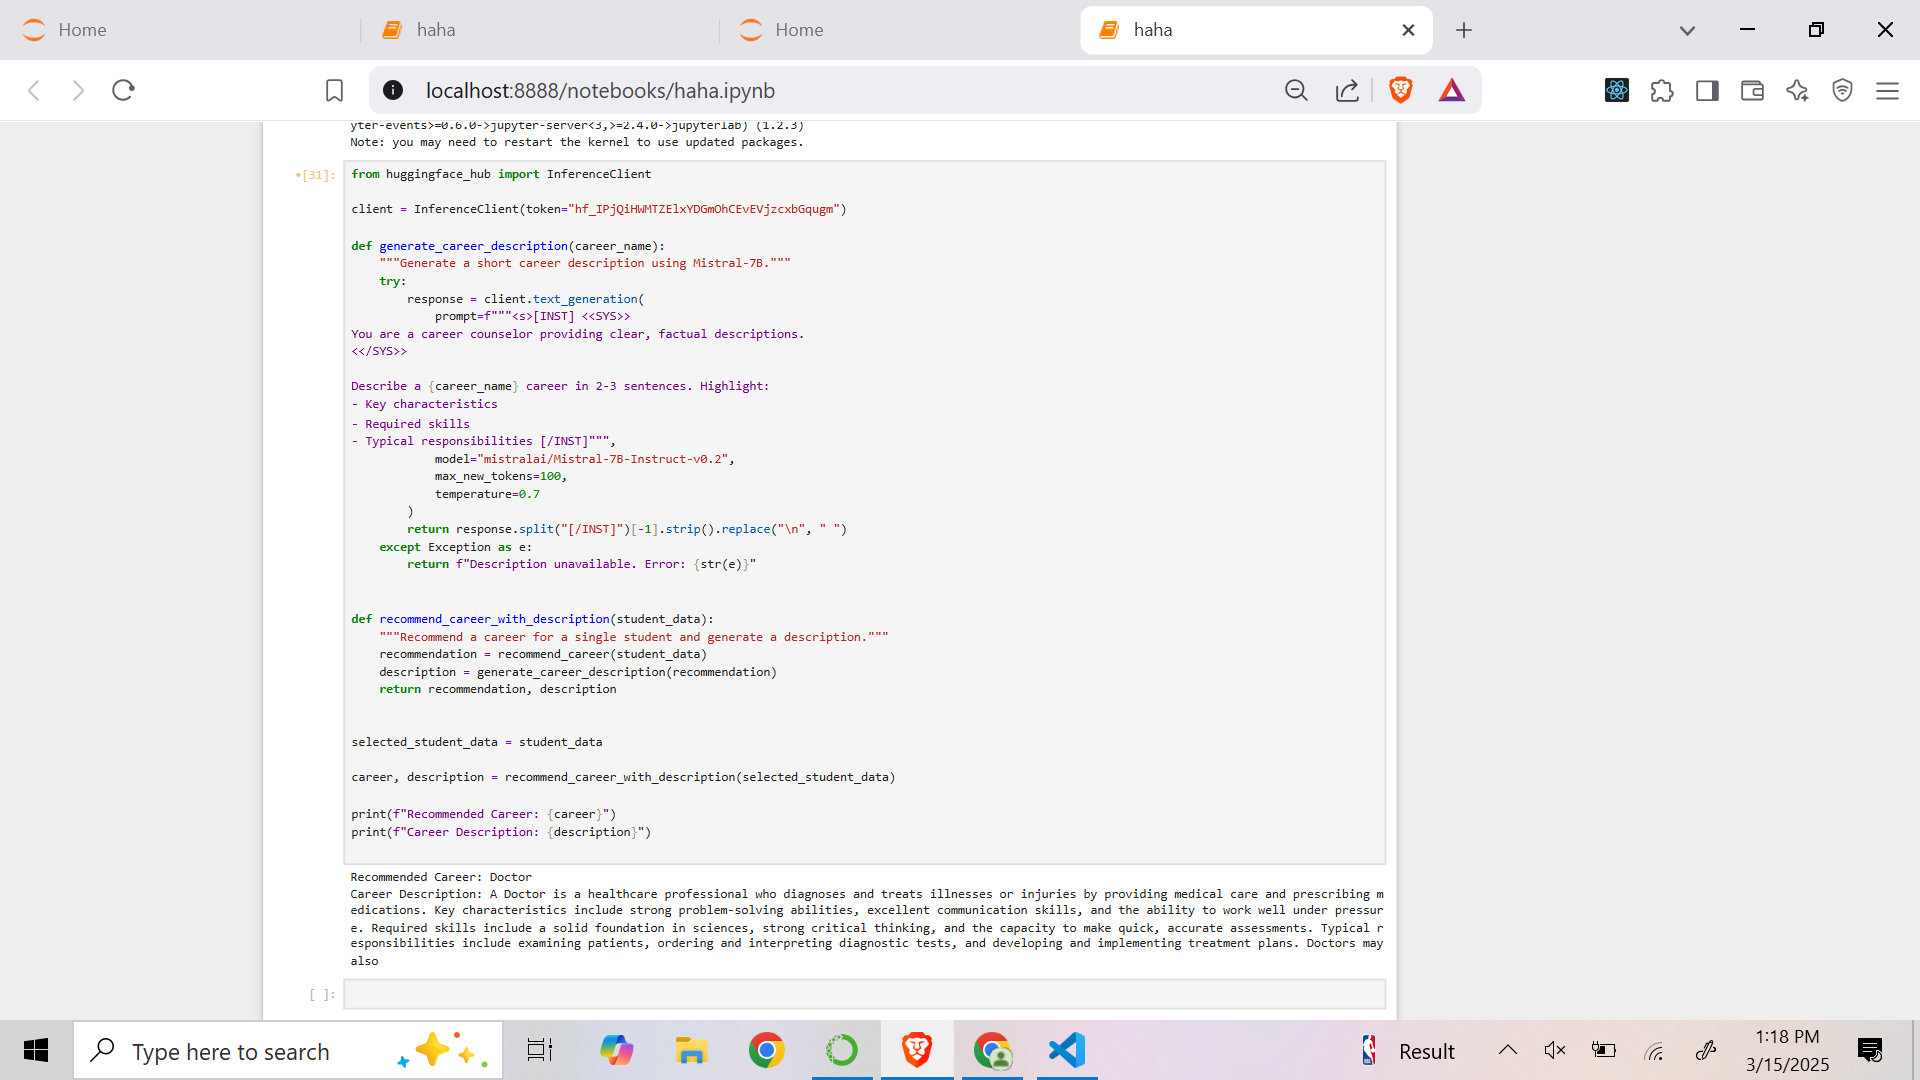 Home
haha
Home
haha
localhost:8888/notebooks/haha.ipynb
yter-events>=0.6.0->jupyter-server<3,>=2.4.0->jupyterlab) (1.2.3)
Note: you may need to restart the kernel to use updated packages.
•[31]:
from huggingface_hub import InferenceClient
client = InferenceClient(token="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")
def generate_career_description(career_name):
"""Generate a short career description using Mistral-7B."""
try:
response = client.text_generation(
prompt=f"""<s>[INST] <<SYS>>
You are a career counselor providing clear, factual descriptions.
<</SYS>>
Describe a {career_name} career in 2-3 sentences. Highlight:
- Key characteristics
- Required skills
- Typical responsibilities [/INST]""",
model="mistralai/Mistral-7B-Instruct-v0.2",
max_new_tokens=100,
temperature=0.7
)
return response.split("[/INST]")[-1].strip().replace("\n", " ")
except Exception as e:
return f"Description unavailable. Error: {str(e)}"
def recommend_career_with_description(student_data):
"""Recommend a career for a single student and generate a description."""
recommendation = recommend_career(student_data)
description = generate_career_description(recommendation)
return recommendation, description
selected_student_data = student_data
career, description = recommend_career_with_description(selected_student_data)
print(f"Recommended Career: {career}")
print(f"Career Description: {description}")
Recommended Career: Doctor
Career Description: A Doctor is a healthcare professional who diagnoses and treats illnesses or injuries by providing medical care and prescribing m
edications. Key characteristics include strong problem-solving abilities, excellent communication skills, and the ability to work well under pressur
e. Required skills include a solid foundation in sciences, strong critical thinking, and the capacity to make quick, accurate assessments. Typical r
esponsibilities include examining patients, ordering and interpreting diagnostic tests, and developing and implementing treatment plans. Doctors may
also
[ ]:
Type here to search
Result
1:18 PM
3/15/2025